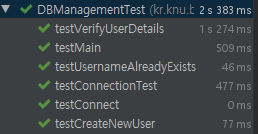 DBManagementTest (kr.knu.b 2 s 383 ms
testVerifyUserDetails 1 s 274 ms
testMain 509 ms
testUsernameAlreadyExists 46 ms
testConnectionTest 477 ms
testConnect 0 ms
testCreateNewUser 77 ms